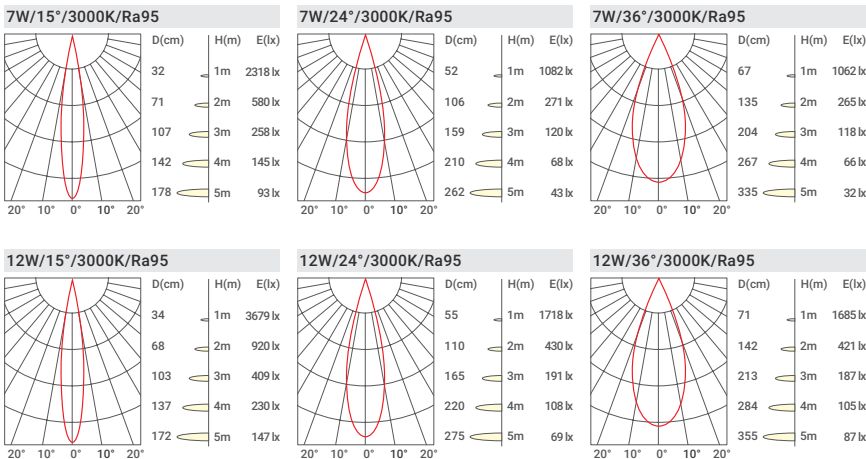 7W/15°/3000K/Ra95
D(cm) H(m) E(lx)
32 1m 2318 lx
71 2m 580 lx
107 3m 258 lx
142 4m 145 lx
178 5m 93 lx
20° 10° 0° 10° 20°
7W/24°/3000K/Ra95
D(cm) H(m) E(lx)
52 1m 1082 lx
106 2m 271 lx
159 3m 120 lx
210 4m 68 lx
262 5m 43 lx
20° 10° 0° 10° 20°
7W/36°/3000K/Ra95
D(cm) H(m) E(lx)
67 1m 1062 lx
135 2m 265 lx
204 3m 118 lx
267 4m 66 lx
335 5m 32 lx
20° 10° 0° 10° 20°
12W/15°/3000K/Ra95
D(cm) H(m) E(lx)
34 1m 3679 lx
68 2m 920 lx
103 3m 409 lx
137 4m 230 lx
172 5m 147 lx
20° 10° 0° 10° 20°
12W/24°/3000K/Ra95
D(cm) H(m) E(lx)
55 1m 1718 lx
110 2m 430 lx
165 3m 191 lx
220 4m 108 lx
275 5m 69 lx
20° 10° 0° 10° 20°
12W/36°/3000K/Ra95
D(cm) H(m) E(lx)
71 1m 1685 lx
142 2m 421 lx
213 3m 187 lx
284 4m 105 lx
355 5m 87 lx
20° 10° 0° 10° 20°